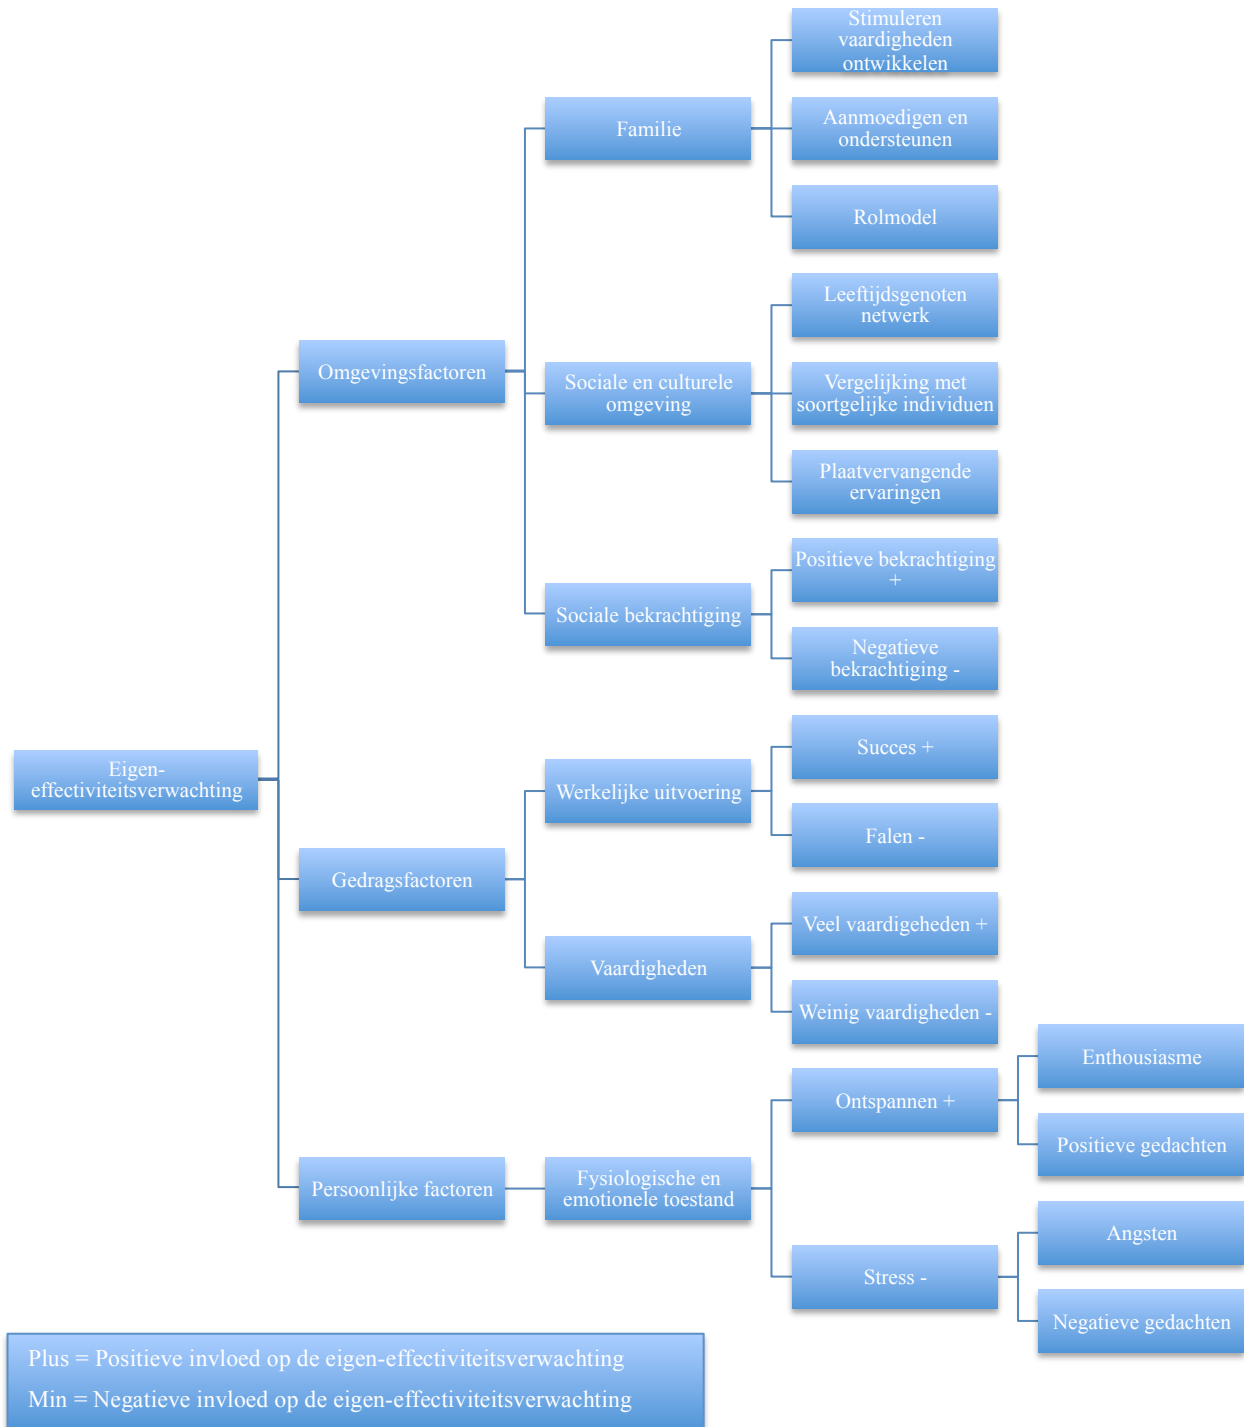 Stimuleren
vaardigheden
ontwikkelen
Familie
Aanmoedigen en
ondersteunen
Rolmodel
Leeftijdsgenoten
netwerk
Omgevingsfactoren
Sociale en culturele
omgeving
Vergelijking met
soortgelijke individuen
Plaatvervangende
ervaringen
Positieve bekrachtiging
+
Sociale bekrachtiging
Negatieve
bekrachtiging -
Eigen-
effectiviteitsverwachting
Succes +
Werkelijke uitvoering
Falen -
Gedragsfactoren
Veel vaardigeheden +
Vaardigheden
Weinig vaardigheden -
Enthousiasme
Ontspannen +
Positieve gedachten
Persoonlijke factoren
Fysiologische en
emotionele toestand
Angsten
Stress -
Negatieve gedachten
Plus = Positieve invloed op de eigen-effectiviteitsverwachting
Min = Negatieve invloed op de eigen-effectiviteitsverwachting